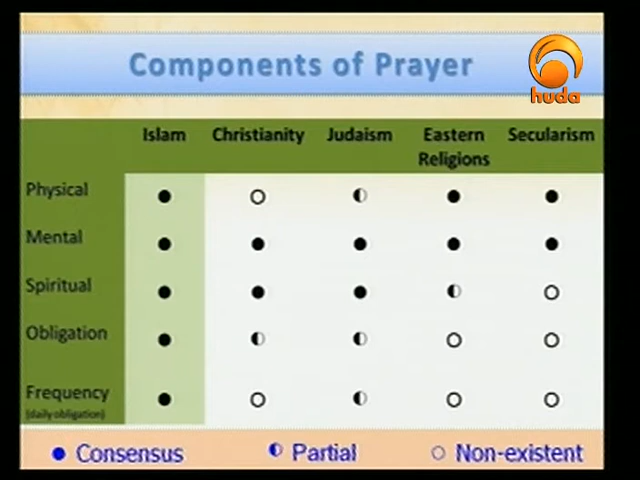 Components of Prayer
huda
Islam Christianity Judaism Eastern Religions Secularism
Physical
Mental
Spiritual
Obligation
Frequency
(daily obligation)
Consensus Partial Non-existent